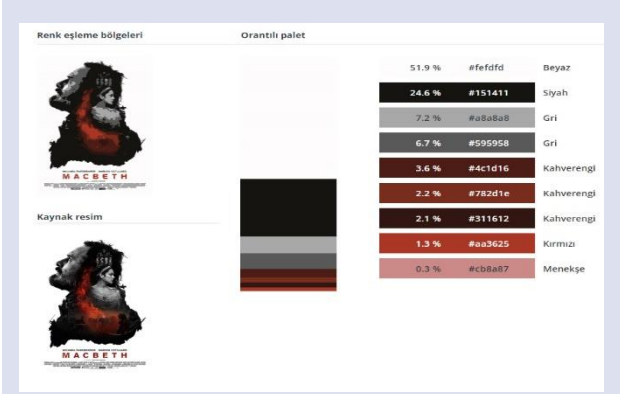 Renk eşleme bölgeleri
Orantılı palet
MACBETH
Kaynak resim
MACBETH
51.9 % #fefdfd Beyaz
24.6 % #151411 Siyah
7.2 % #a8a8a8 Gri
6.7 % #595958 Gri
3.6 % #4c1d16 Kahverengi
2.2 % #782d1e Kahverengi
2.1 % #311612 Kahverengi
1.3 % #aa3625 Kırmızı
0.3 % #cb8a87 Menekşe